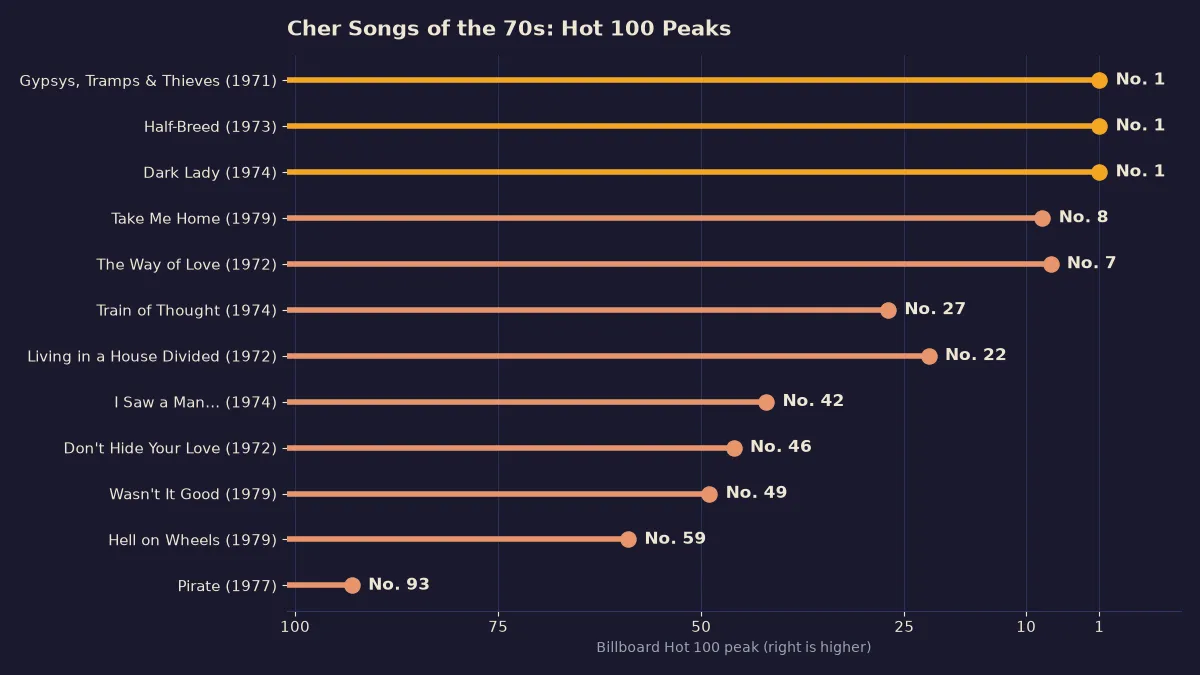 Cher Songs of the 70s: Hot 100 Peaks
Gypsys, Tramps & Thieves (1971) No. 1
Half-Breed (1973) No. 1
Dark Lady (1974) No. 1
Take Me Home (1979) No. 8
The Way of Love (1972) No. 7
Train of Thought (1974) No. 27
Living in a House Divided (1972) No. 22
I Saw a Man... (1974) No. 42
Don't Hide Your Love (1972) No. 46
Wasn't It Good (1979) No. 49
Hell on Wheels (1979) No. 59
Pirate (1977) No. 93
100 75 50 25 10 1
Billboard Hot 100 peak (right is higher)